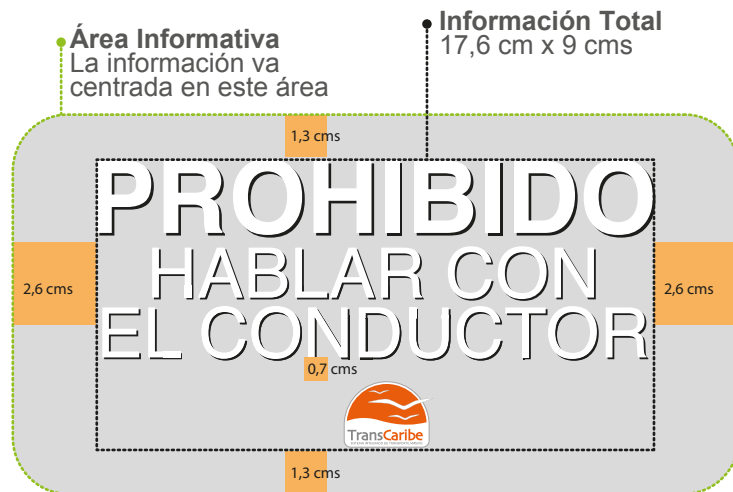 Área Informativa
La información va
centrada en este área
Información Total
17,6 cm x 9 cms
1,3 cms
PROHIBIDO
HABLAR CON
EL CONDUCTOR
2,6 cms
2,6 cms
0,7 cms
TransCaribe
1,3 cms